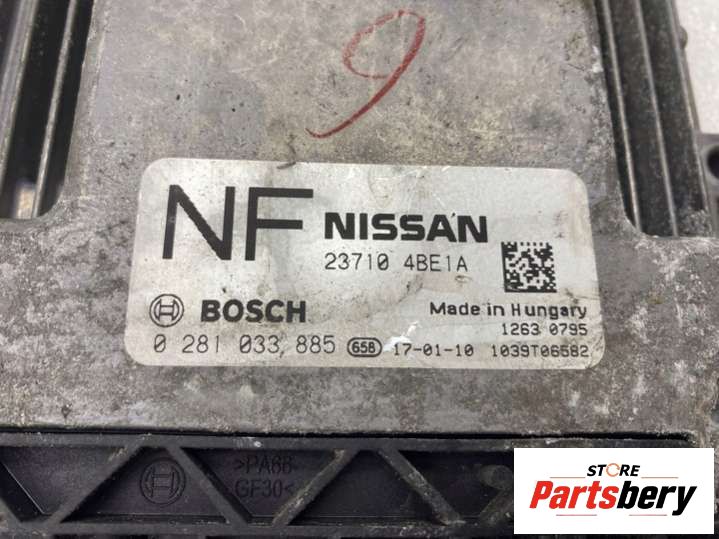 9
NF NISSAN
23710 4BE1A
BOSCH
Made in Hungary
1263 0795
0 281 033 885 658 17-01-10 1039T06582
>PA66-
GF30<
STORE
Partsbery